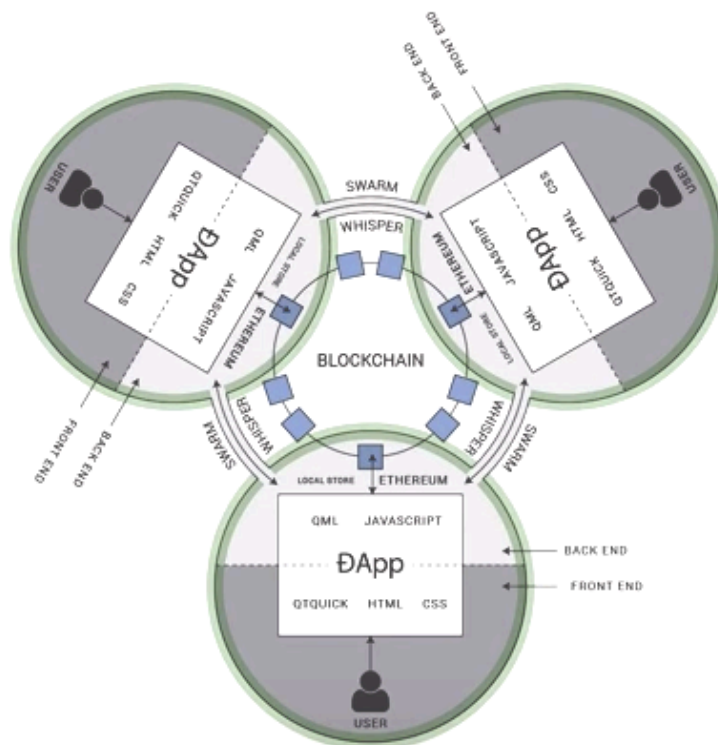 FRONT END
BACK END
USER
QTQUICK HTML CSS
ĐApp
QML JAVASCRIPT
LOCAL STORE
ETHEREUM
FRONT END
BACK END
SWARM
WHISPER
USER
CSS HTML QTQUICK
ĐApp
JAVASCRIPT QML
ETHEREUM
LOCAL STORE
BLOCKCHAIN
WHISPER
SWARM
WHISPER
SWARM
LOCAL STORE ETHEREUM
QML JAVASCRIPT
ĐApp
QTQUICK HTML CSS
BACK END
FRONT END
USER